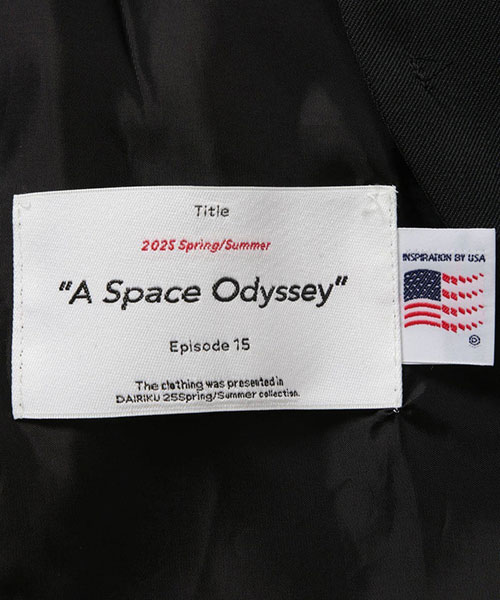 Title
2025 Spring/Summer
"A Space Odyssey"
Episode 15
The clothing was presented in
DAIRIKU 25Spring/Summer collection.
INSPIRATION BY USA